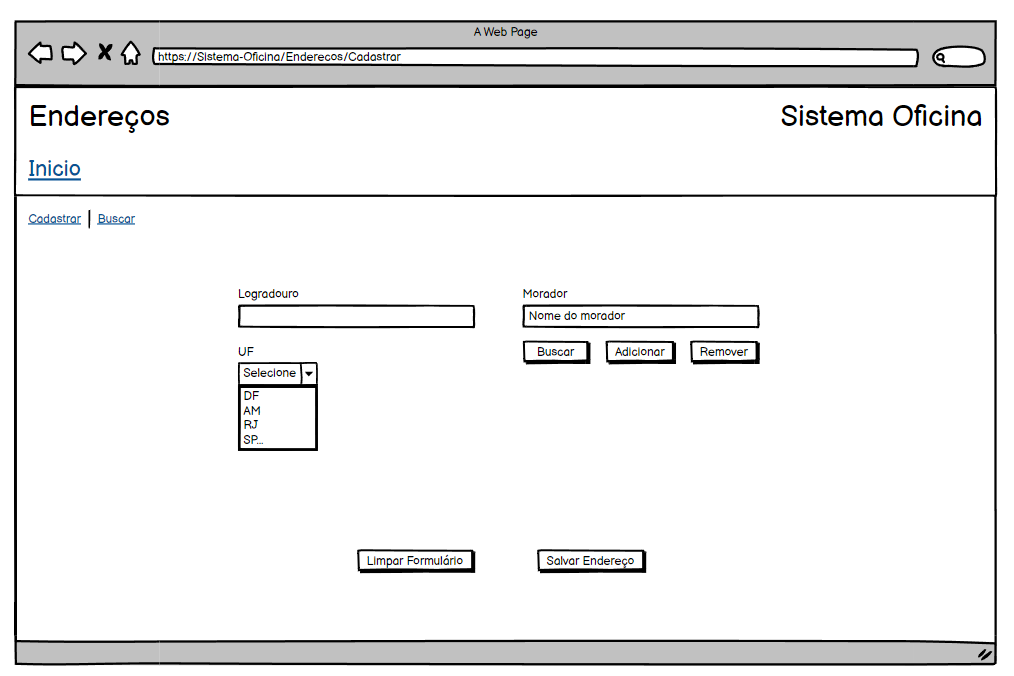 A Web Page
https://Sistema-Oficina/Enderecos/Cadastrar
Endereços
Sistema Oficina
Inicio
Cadastrar
Buscar
Logradouro
Morador
Nome do morador
UF
Buscar
Adicionar
Remover
Selecione
DF
AM
RJ
SP...
Limpar Formulário
Salvar Endereço